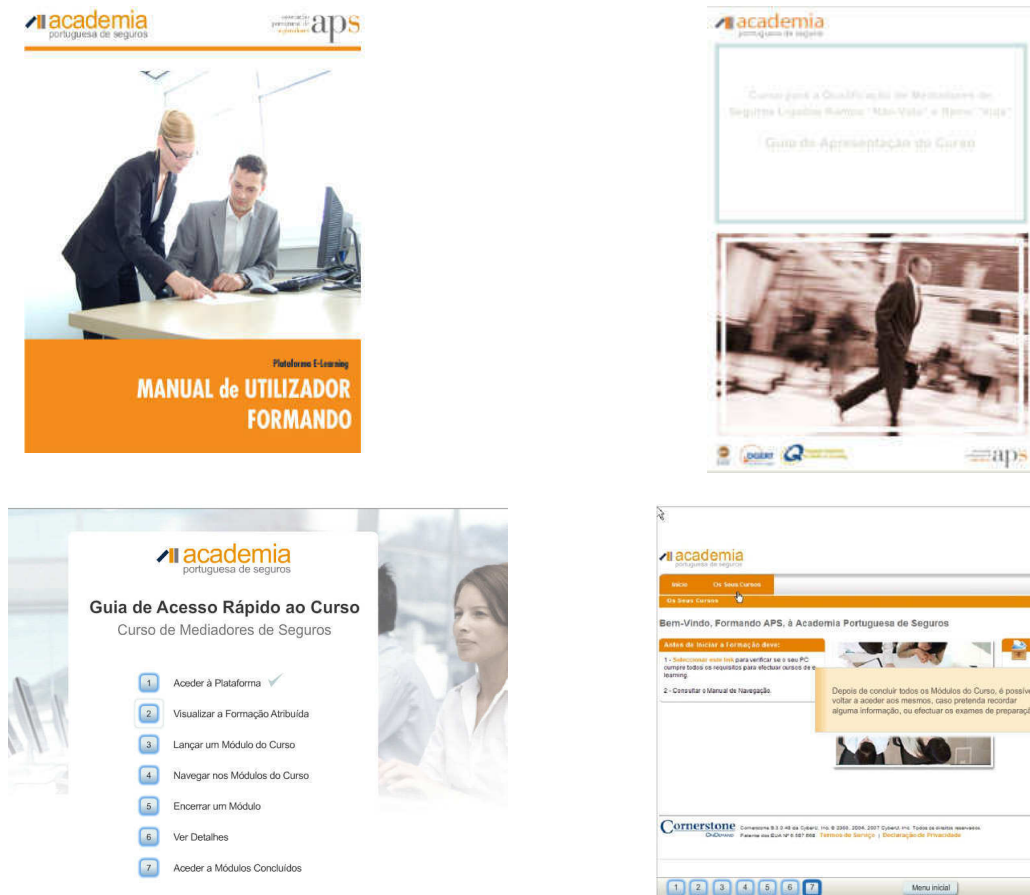 academia
portuguesa de seguros
associação
portuguesa de
seguradores
aps
Plataforma E-Learning
MANUAL de UTILIZADOR
FORMANDO
academia
portuguesa de seguros
Curso para a Qualificação de Mediadores de
Seguros Ligados Ramos "Não-Vida" e Ramo "Vida"
Guia de Apresentação do Curso
DGERT
aps
academia
portuguesa de seguros
Guia de Acesso Rápido ao Curso
Curso de Mediadores de Seguros
1 Aceder à Plataforma
2 Visualizar a Formação Atribuída
3 Lançar um Módulo do Curso
4 Navegar nos Módulos do Curso
5 Encerrar um Módulo
6 Ver Detalhes
7 Aceder a Módulos Concluídos
academia
portuguesa de seguros
Início Os Seus Cursos
Os Seus Cursos
Bem-Vindo, Formando APS, à Academia Portuguesa de Seguros
Antes de iniciar a Formação deve:
1 - Seleccionar este link para verificar se o seu PC
cumpre todos os requisitos para efectuar cursos de e-
learning.
2 - Consultar o Manual de Navegação.
Depois de concluir todos os Módulos do Curso, é possíve
voltar a aceder aos mesmos, caso pretenda recordar
alguma informação, ou efectuar os exames de preparaçã
Cornerstone
OnDemand
Termos de Serviço | Declaração de Privacidade
1 2 3 4 5 6 7 Menu inicial